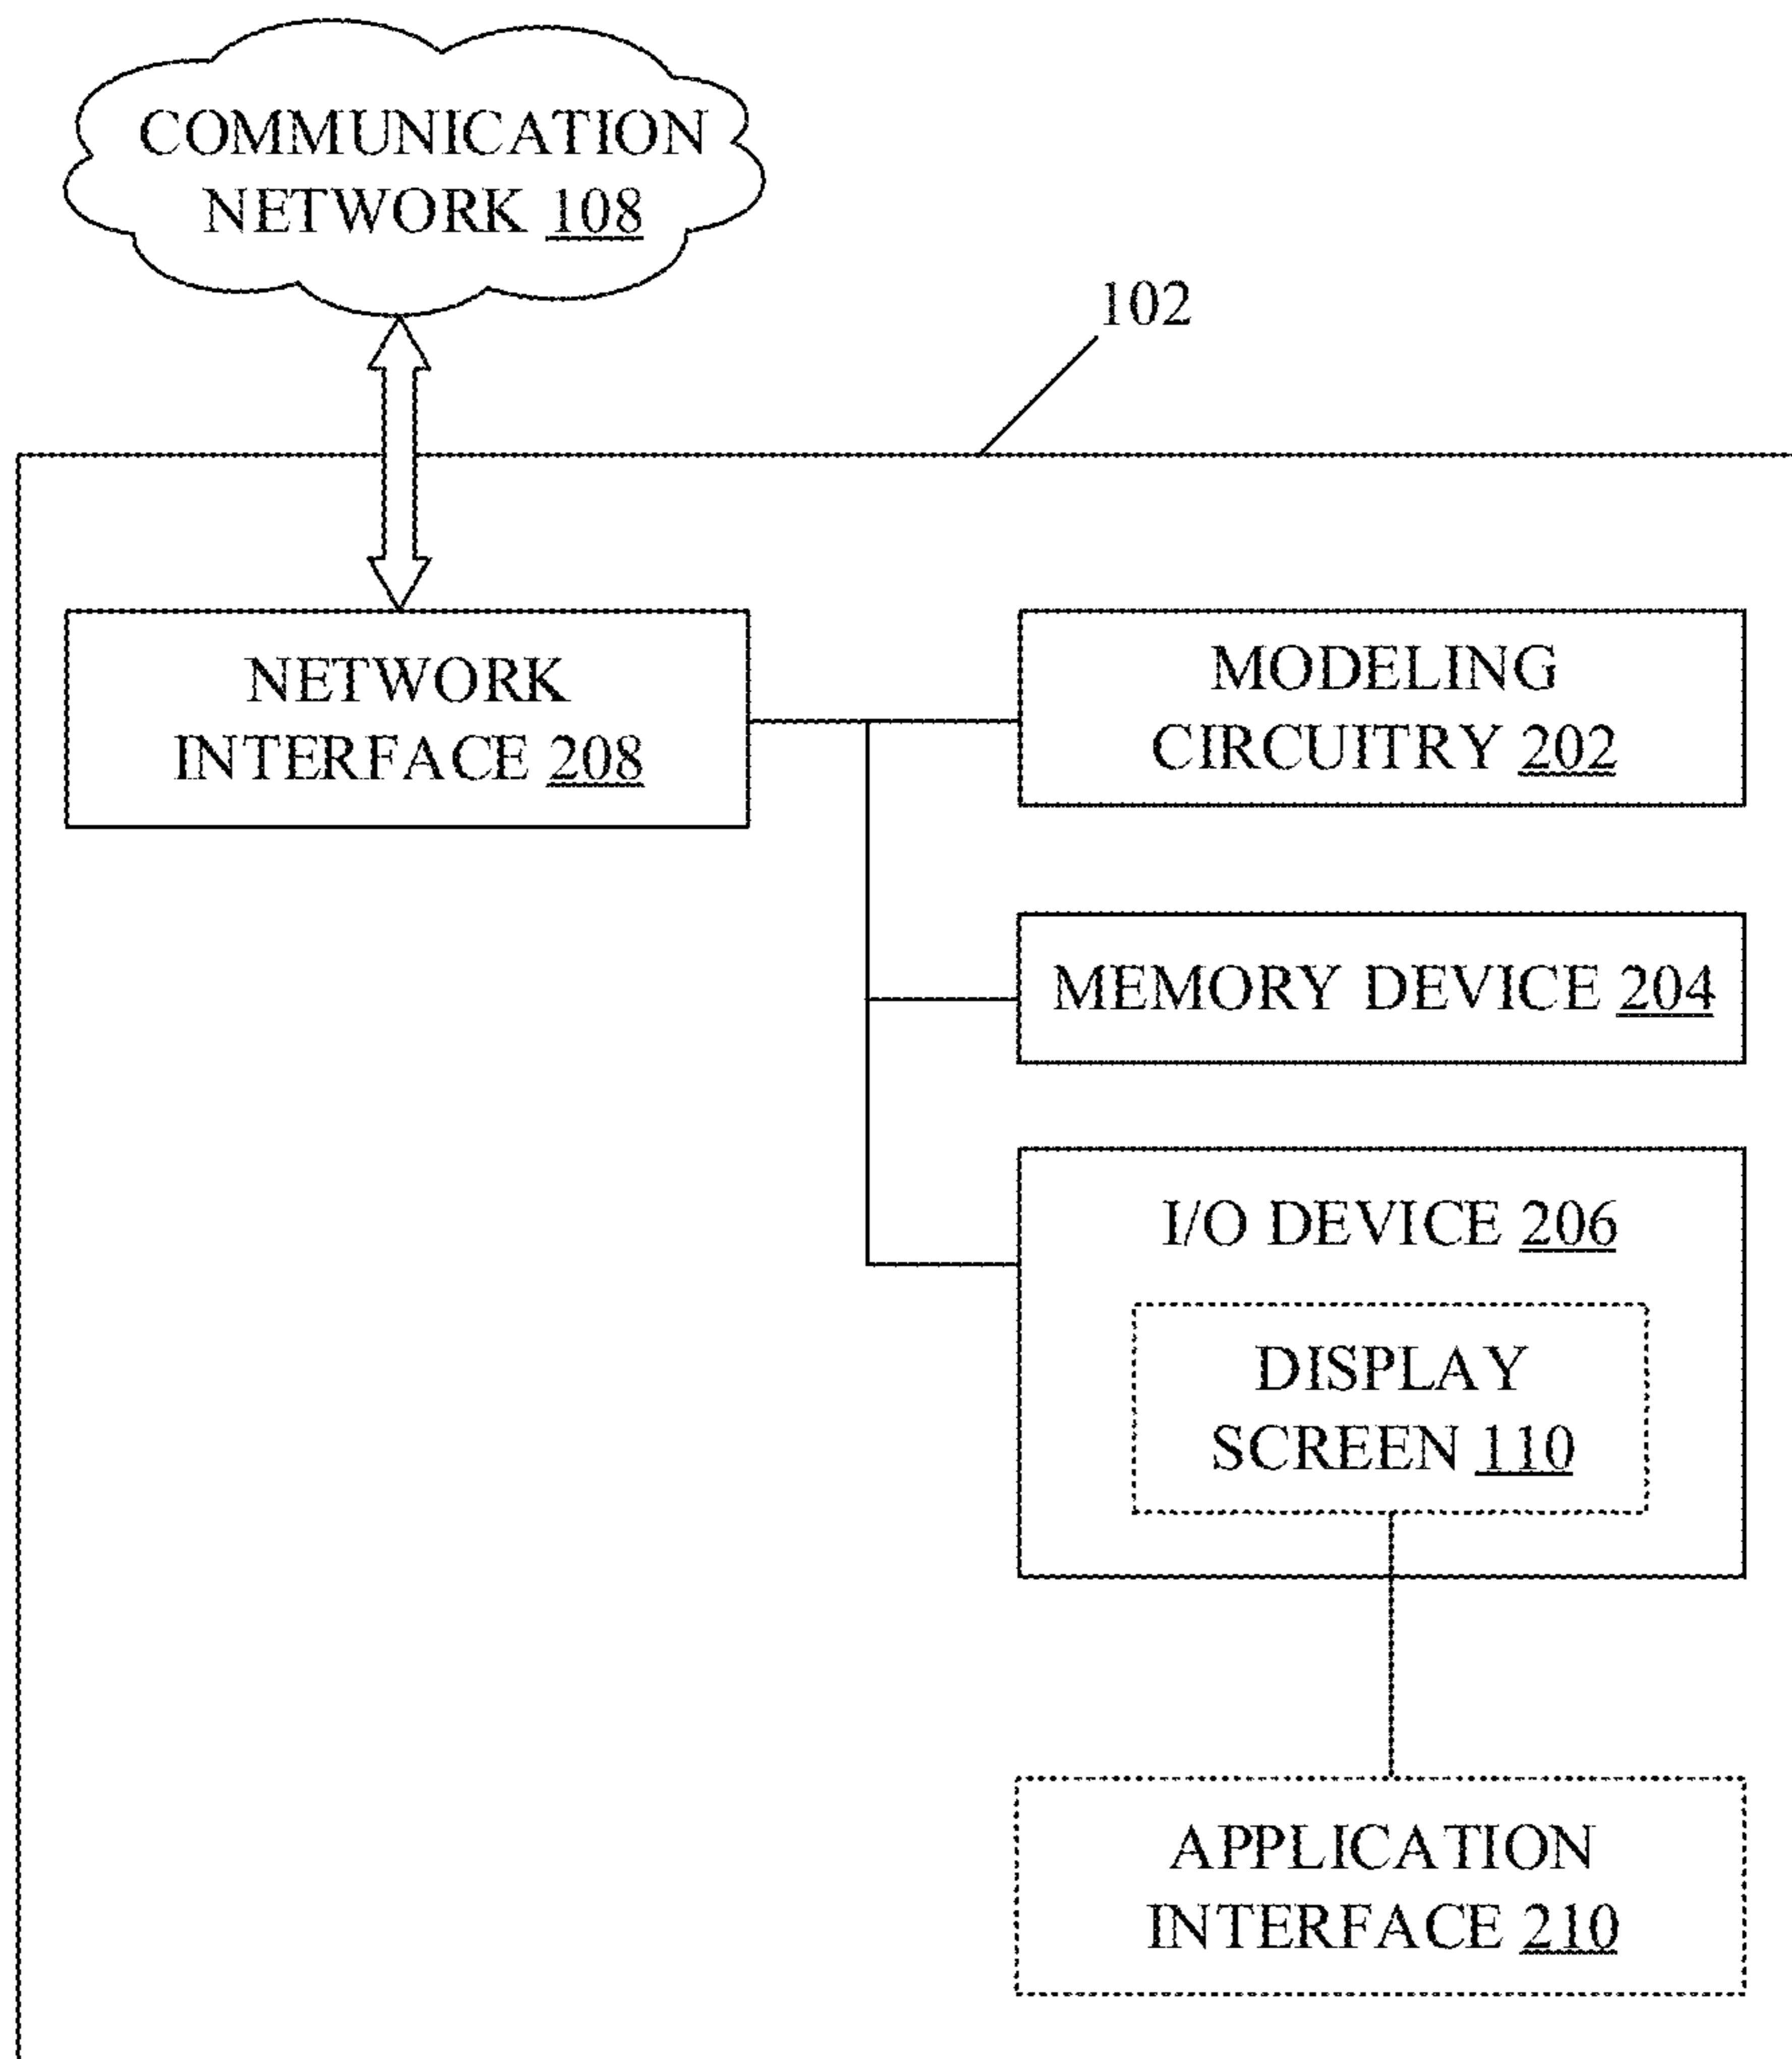 COMMUNICATION
NETWORK 108
102
NETWORK
INTERFACE 208
MODELING
CIRCUITRY 202
MEMORY DEVICE 204
I/O DEVICE 206
DISPLAY
SCREEN 110
APPLICATION
INTERFACE 210